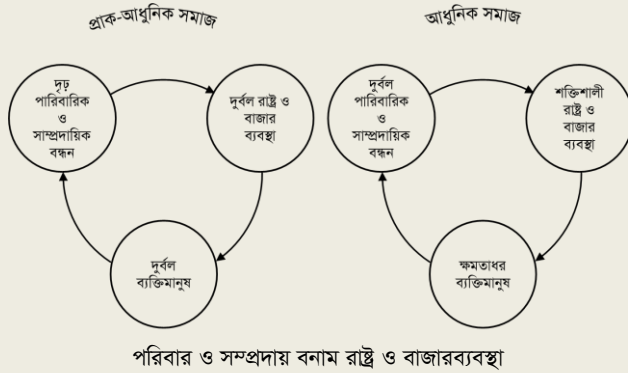 প্রাক-আধুনিক সমাজ
দৃঢ়
পারিবারিক
ও
সাম্প্রদায়িক
বন্ধন
দুর্বল রাষ্ট্র ও
বাজার
ব্যবস্থা
দুর্বল
ব্যক্তিমানুষ
আধুনিক সমাজ
দুর্বল
পারিবারিক
ও
সাম্প্রদায়িক
বন্ধন
শক্তিশালী
রাষ্ট্র ও
বাজার
ব্যবস্থা
ক্ষমতাধর
ব্যক্তিমানুষ
পরিবার ও সম্প্রদায় বনাম রাষ্ট্র ও বাজারব্যবস্থা